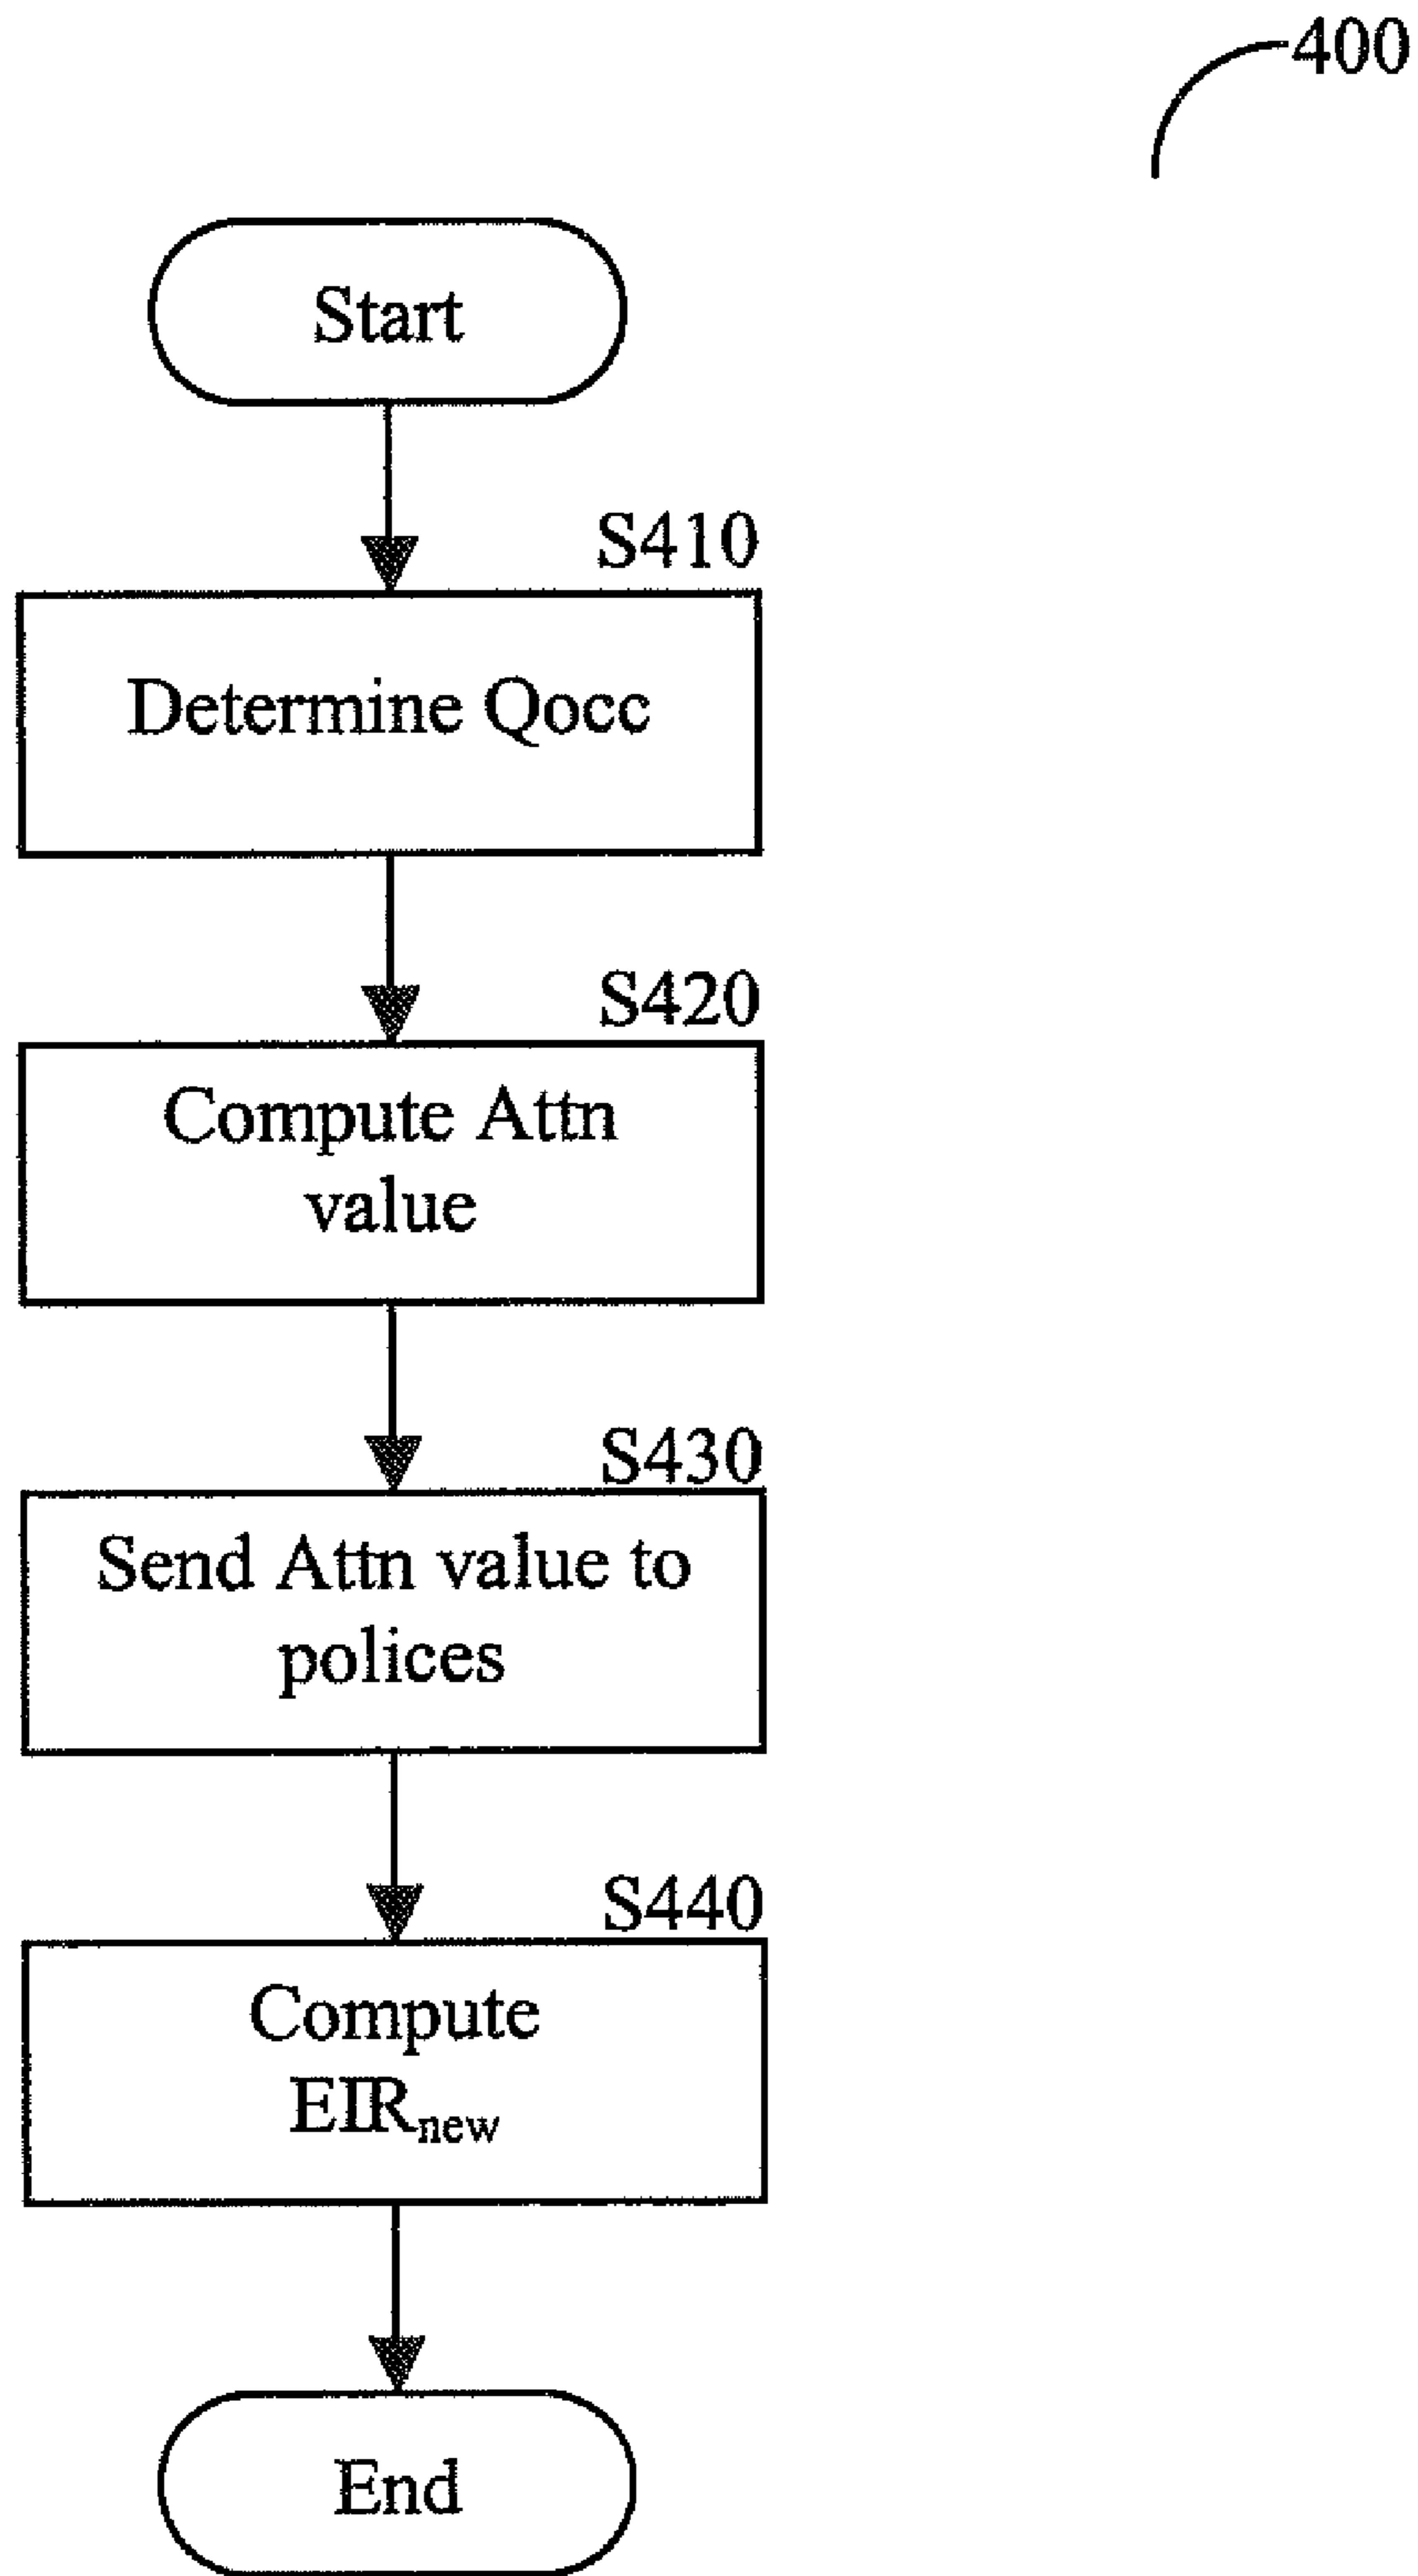 400
Start
S410
Determine Qocc
S420
Compute Attn
value
S430
Send Attn value to
polices
S440
Compute
EIRnew
End